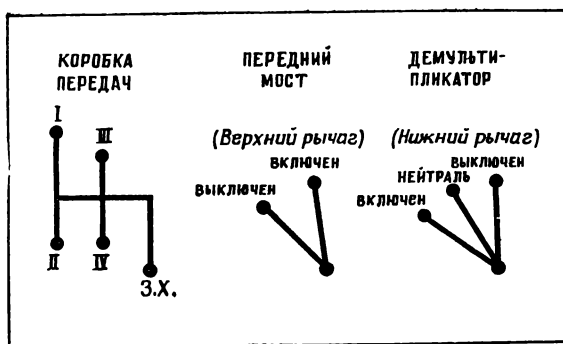 КОРОБКА
ПЕРЕДАЧ
I
III
II
IV
З.Х.
ПЕРЕДНИЙ
МОСТ
(Верхний рычаг)
ВКЛЮЧЕН
ВЫКЛЮЧЕН
ДЕМУЛЬТИ-
ПЛИКАТОР
(Нижний рычаг)
ВЫКЛЮЧЕН
НЕЙТРАЛЬ
ВКЛЮЧЕН